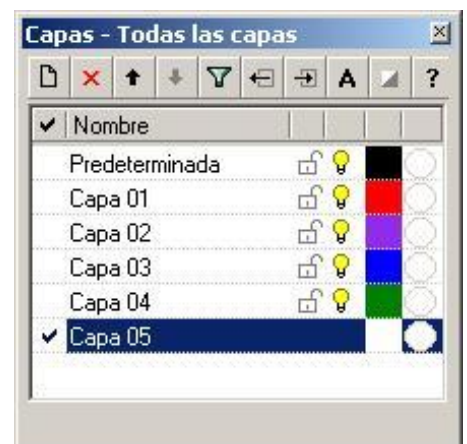 Capas - Todas las capas
A ?
Nombre
Predeterminada
Capa 01
Capa 02
Capa 03
Capa 04
Capa 05